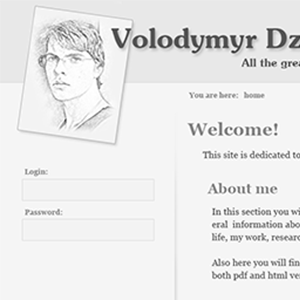 Volodymyr Dz
All the grea
You are here: home
Welcome!
This site is dedicated to
Login:
About me
Password:
In this section you wi
eral information abo
life, my work, researc
Also here you will fin
both pdf and html ver